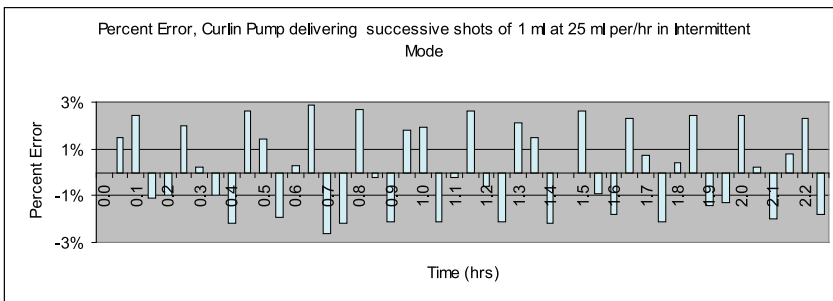 Percent Error, Curlin Pump delivering successive shots of 1 ml at 25 ml per/hr in Intermittent
Mode
3%
1%
-1%
-3%
Percent Error
0.0 0.1 0.2 0.3 0.4 0.5 0.6 0.7 0.8 0.9 1.0 1.1 1.2 1.3 1.4 1.5 1.6 1.7 1.8 1.9 2.0 2.1 2.2
Time (hrs)